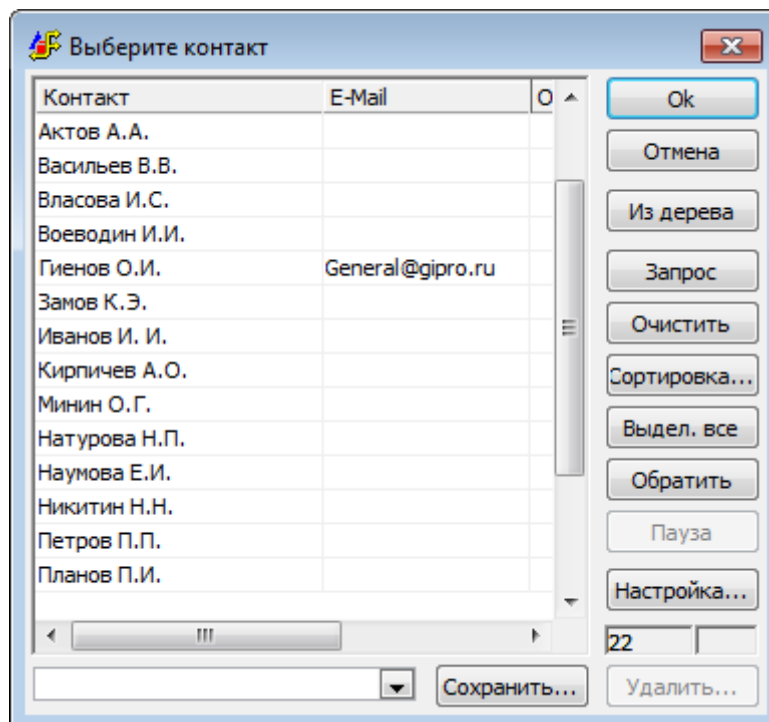 Выберите контакт
Контакт E-Mail О
Актов А.А.
Васильев В.В.
Власова И.С.
Воеводин И.И.
Гиенов О.И. General@gipro.ru
Замов К.Э.
Иванов И. И.
Кирпичев А.О.
Минин О.Г.
Натурова Н.П.
Наумова Е.И.
Никитин Н.Н.
Петров П.П.
Планов П.И.
Ok
Отмена
Из дерева
Запрос
Очистить
Сортировка...
Выдел. все
Обратить
Пауза
Настройка...
22
Сохранить...
Удалить...